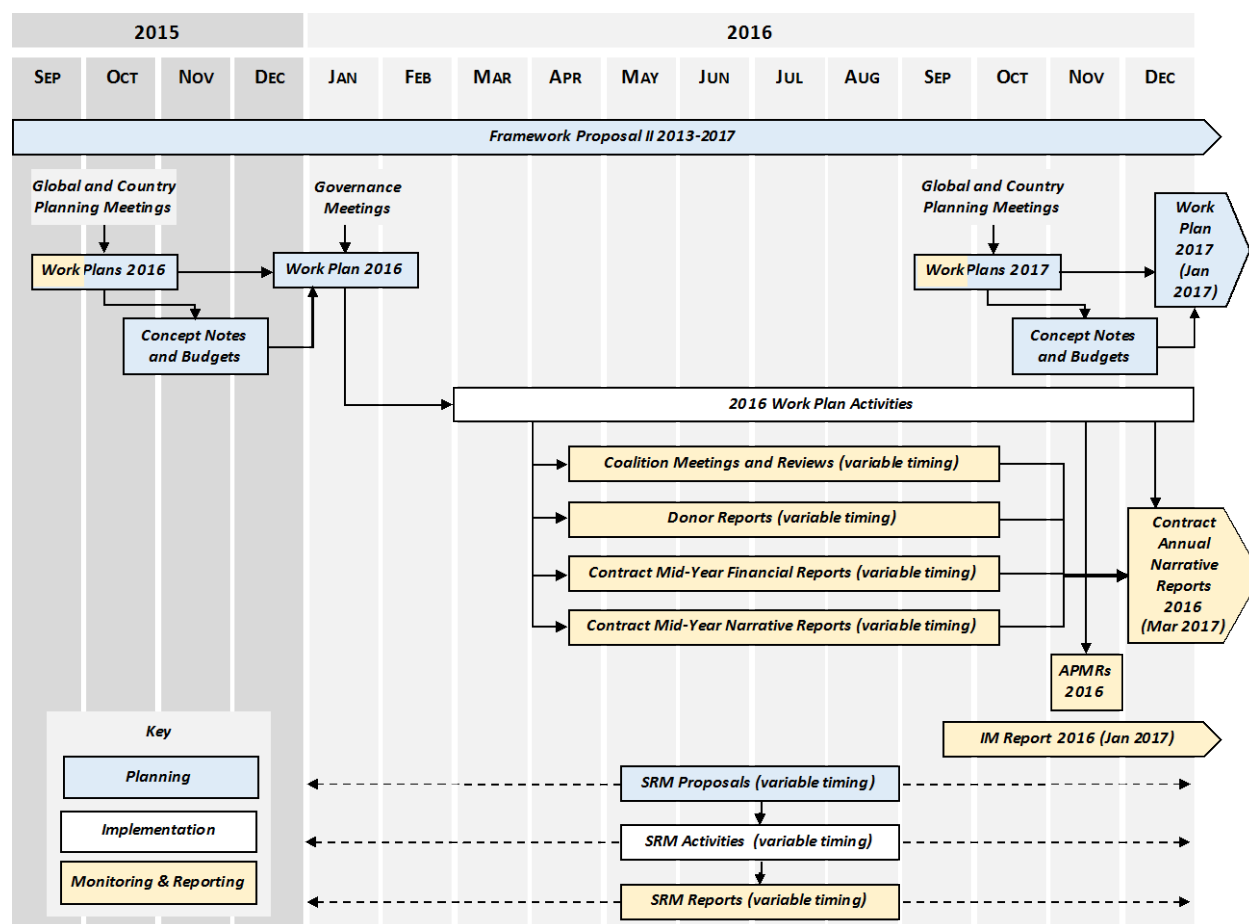 2015
2016
SEP
OCT
NOV
DEC
JAN
FEB
MAR
APR
MAY
JUN
JUL
AUG
SEP
OCT
NOV
DEC
Framework Proposal II 2013-2017
Global and Country
Planning Meetings
Governance
Meetings
Global and Country
Planning Meetings
Work
Plan
2017
(Jan
2017)
Work Plans 2016
Work Plan 2016
Work Plans 2017
Concept Notes
and Budgets
Concept Notes
and Budgets
2016 Work Plan Activities
Coalition Meetings and Reviews (variable timing)
Donor Reports (variable timing)
Contract Mid-Year Financial Reports (variable timing)
Contract Mid-Year Narrative Reports (variable timing)
Contract
Annual
Narrative
Reports
2016
(Mar 2017)
APMRs
2016
IM Report 2016 (Jan 2017)
Key
Planning
Implementation
Monitoring & Reporting
SRM Proposals (variable timing)
SRM Activities (variable timing)
SRM Reports (variable timing)